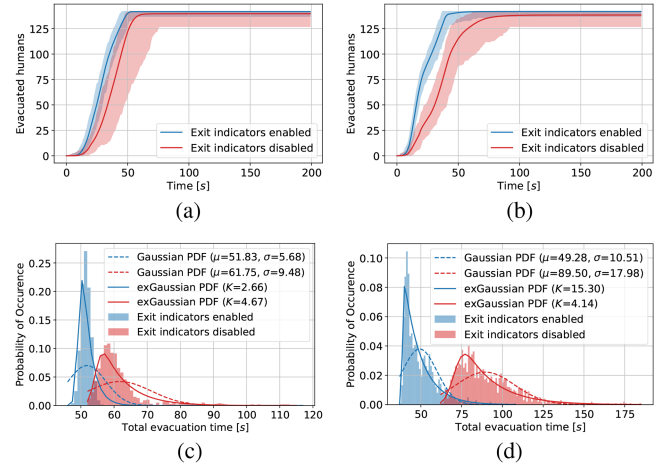 Evacuated humans
125
100
75
50
25
0
0
50
100
150
200
Exit indicators enabled
Exit indicators disabled
Time [s]
(a)
Evacuated humans
125
100
75
50
25
0
0
50
100
150
200
Exit indicators enabled
Exit indicators disabled
Time [s]
(b)
Probability of Occurence
0.25
0.20
0.15
0.10
0.05
0.00
50
60
70
80
90
100
110
120
Gaussian PDF (μ=51.83, σ=5.68)
Gaussian PDF (μ=61.75, σ=9.48)
exGaussian PDF (K=2.66)
exGaussian PDF (K=4.67)
Exit indicators enabled
Exit indicators disabled
Total evacuation time [s]
(c)
Probability of Occurence
0.10
0.08
0.06
0.04
0.02
0.00
50
75
100
125
150
175
Gaussian PDF (μ=49.28, σ=10.51)
Gaussian PDF (μ=89.50, σ=17.98)
exGaussian PDF (K=15.30)
exGaussian PDF (K=4.14)
Exit indicators enabled
Exit indicators disabled
Total evacuation time [s]
(d)